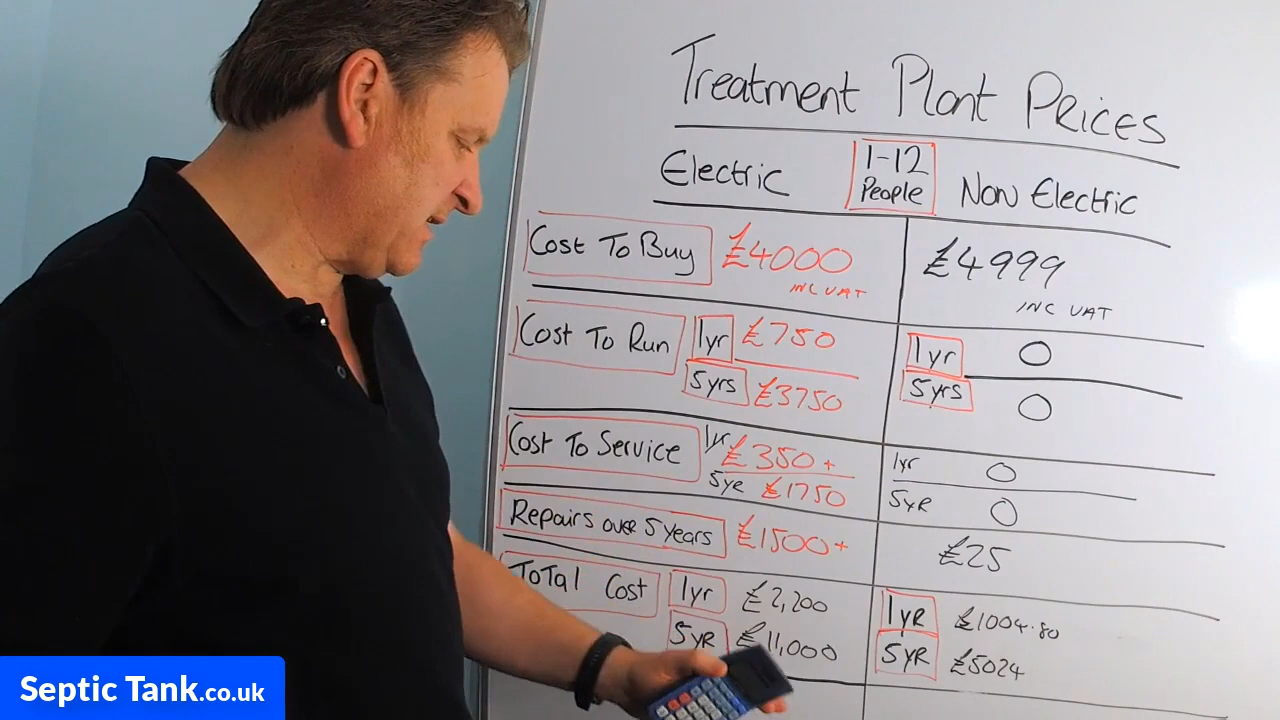 Treatment Plant Prices
Electric
1-12
People
Non Electric
Cost To Buy £4000
INC VAT
£4999
INC VAT
Cost To Run 1yr £750
5yrs £3750
1yr 0
5yrs 0
Cost To Service 1yr £350+
5yr £1750
1yr 0
5yr 0
Repairs over 5 years £1500+
£25
Total Cost 1yr £2,200
5yr £11,000
1yr £1004.80
5yr £5024
Septic Tank.co.uk